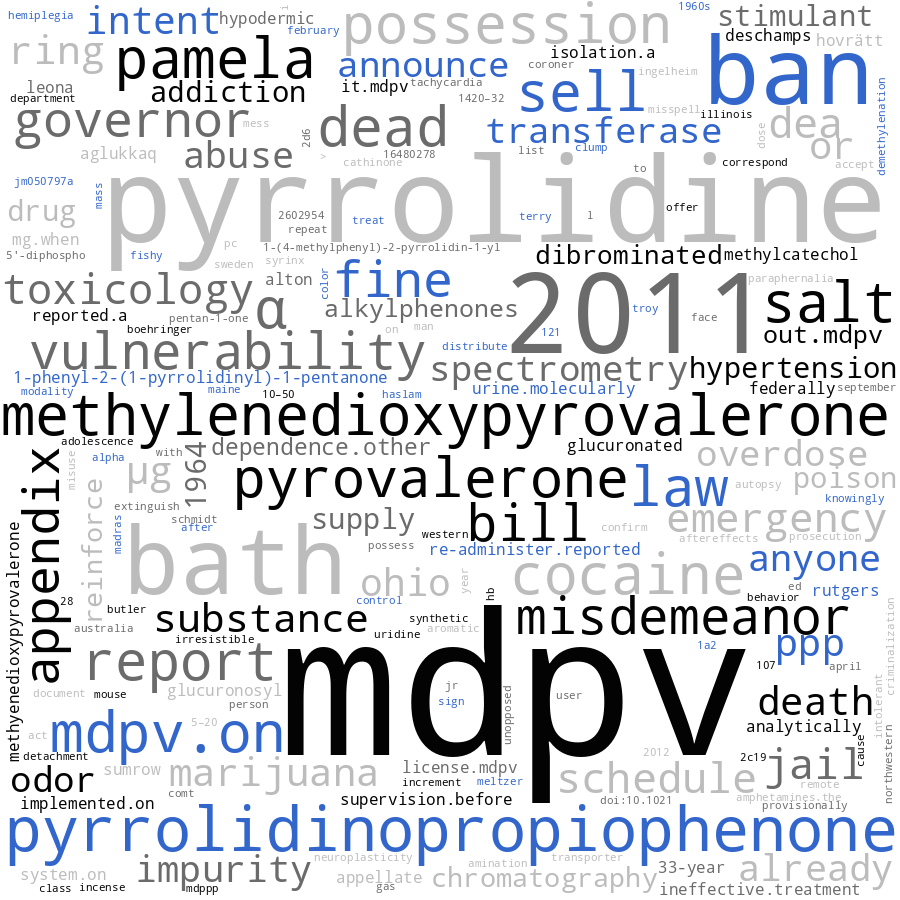 hemiplegia
intent
hypodermic
i
february
possession
1960s
stimulant
deschamps
hovrätt
ring
pamela
announce
isolation.a
coroner
ingelheim
ban
leona
department
addiction
it.mdpv
tachycardia
1420–32
sell
misspell
illinois
demethylenation
governor
mess
2d6
dead
transferase
dose
dea
or
aglukkaq
abuse
>
16480278
cathinone
list
clump
to
correspond
accept
jm050797a
mass
pyrrolidine
drug
2602954
repeat
treat
terry
1
offer
mg.when
5'-diphospho
fishy
pc
sweden
1-(4-methylphenyl)-2-pyrrolidin-1-yl
syrinx
dibrominated
methylcatechol
toxicology
alton
color
fine
2011
paraphernalia
salt
reported.a
pentan-1-one
α
alkylphenones
troy
face
boehringer
on
man
121
out.mdpv
vulnerability
distribute
spectrometry
hypertension
1-phenyl-2-(1-pyrrolidinyl)-1-pentanone
modality
maine
10–50
haslam
urine.molecularly
federally
september
methylenedioxypyrovalerone
adolescence
alpha
with
dependence.other
glucuronated
overdose
appendix
misuse
µg
1964
pyrovalerone
law
autopsy
poison
knowingly
reinforce
extinguish
schmidt
after
supply
western
bill
confirm
emergency
madras
bath
possess
re-administer.reported
aftereffects
prosecution
methyenedioxypyrovalerone
ohio
year
cocaine
anyone
ed
rutgers
28
butler
control
hb
behavior
australia
substance
synthetic
misdemeanor
criminalization
irresistible
uridine
aromatic
report
mdpv
1a2
ppp
107
april
document
mouse
glucuronosyl
person
jr
sign
unopposed
user
death
intolerant
act
mdpv.on
5–20
analytically
detachment
2012
2c19
jail
cause
northwestern
odor
sumrow
marijuana
license.mdpv
increment
meltzer
schedule
remote
implemented.on
comt
supervision.before
doi:10.1021
amphetamines.the
provisionally
pyrrolidinopropiophenone
system.on
impurity
neuroplasticity
appellate
amination
transporter
chromatography
33-year
already
class
incense
mdppp
gas
ineffective.treatment